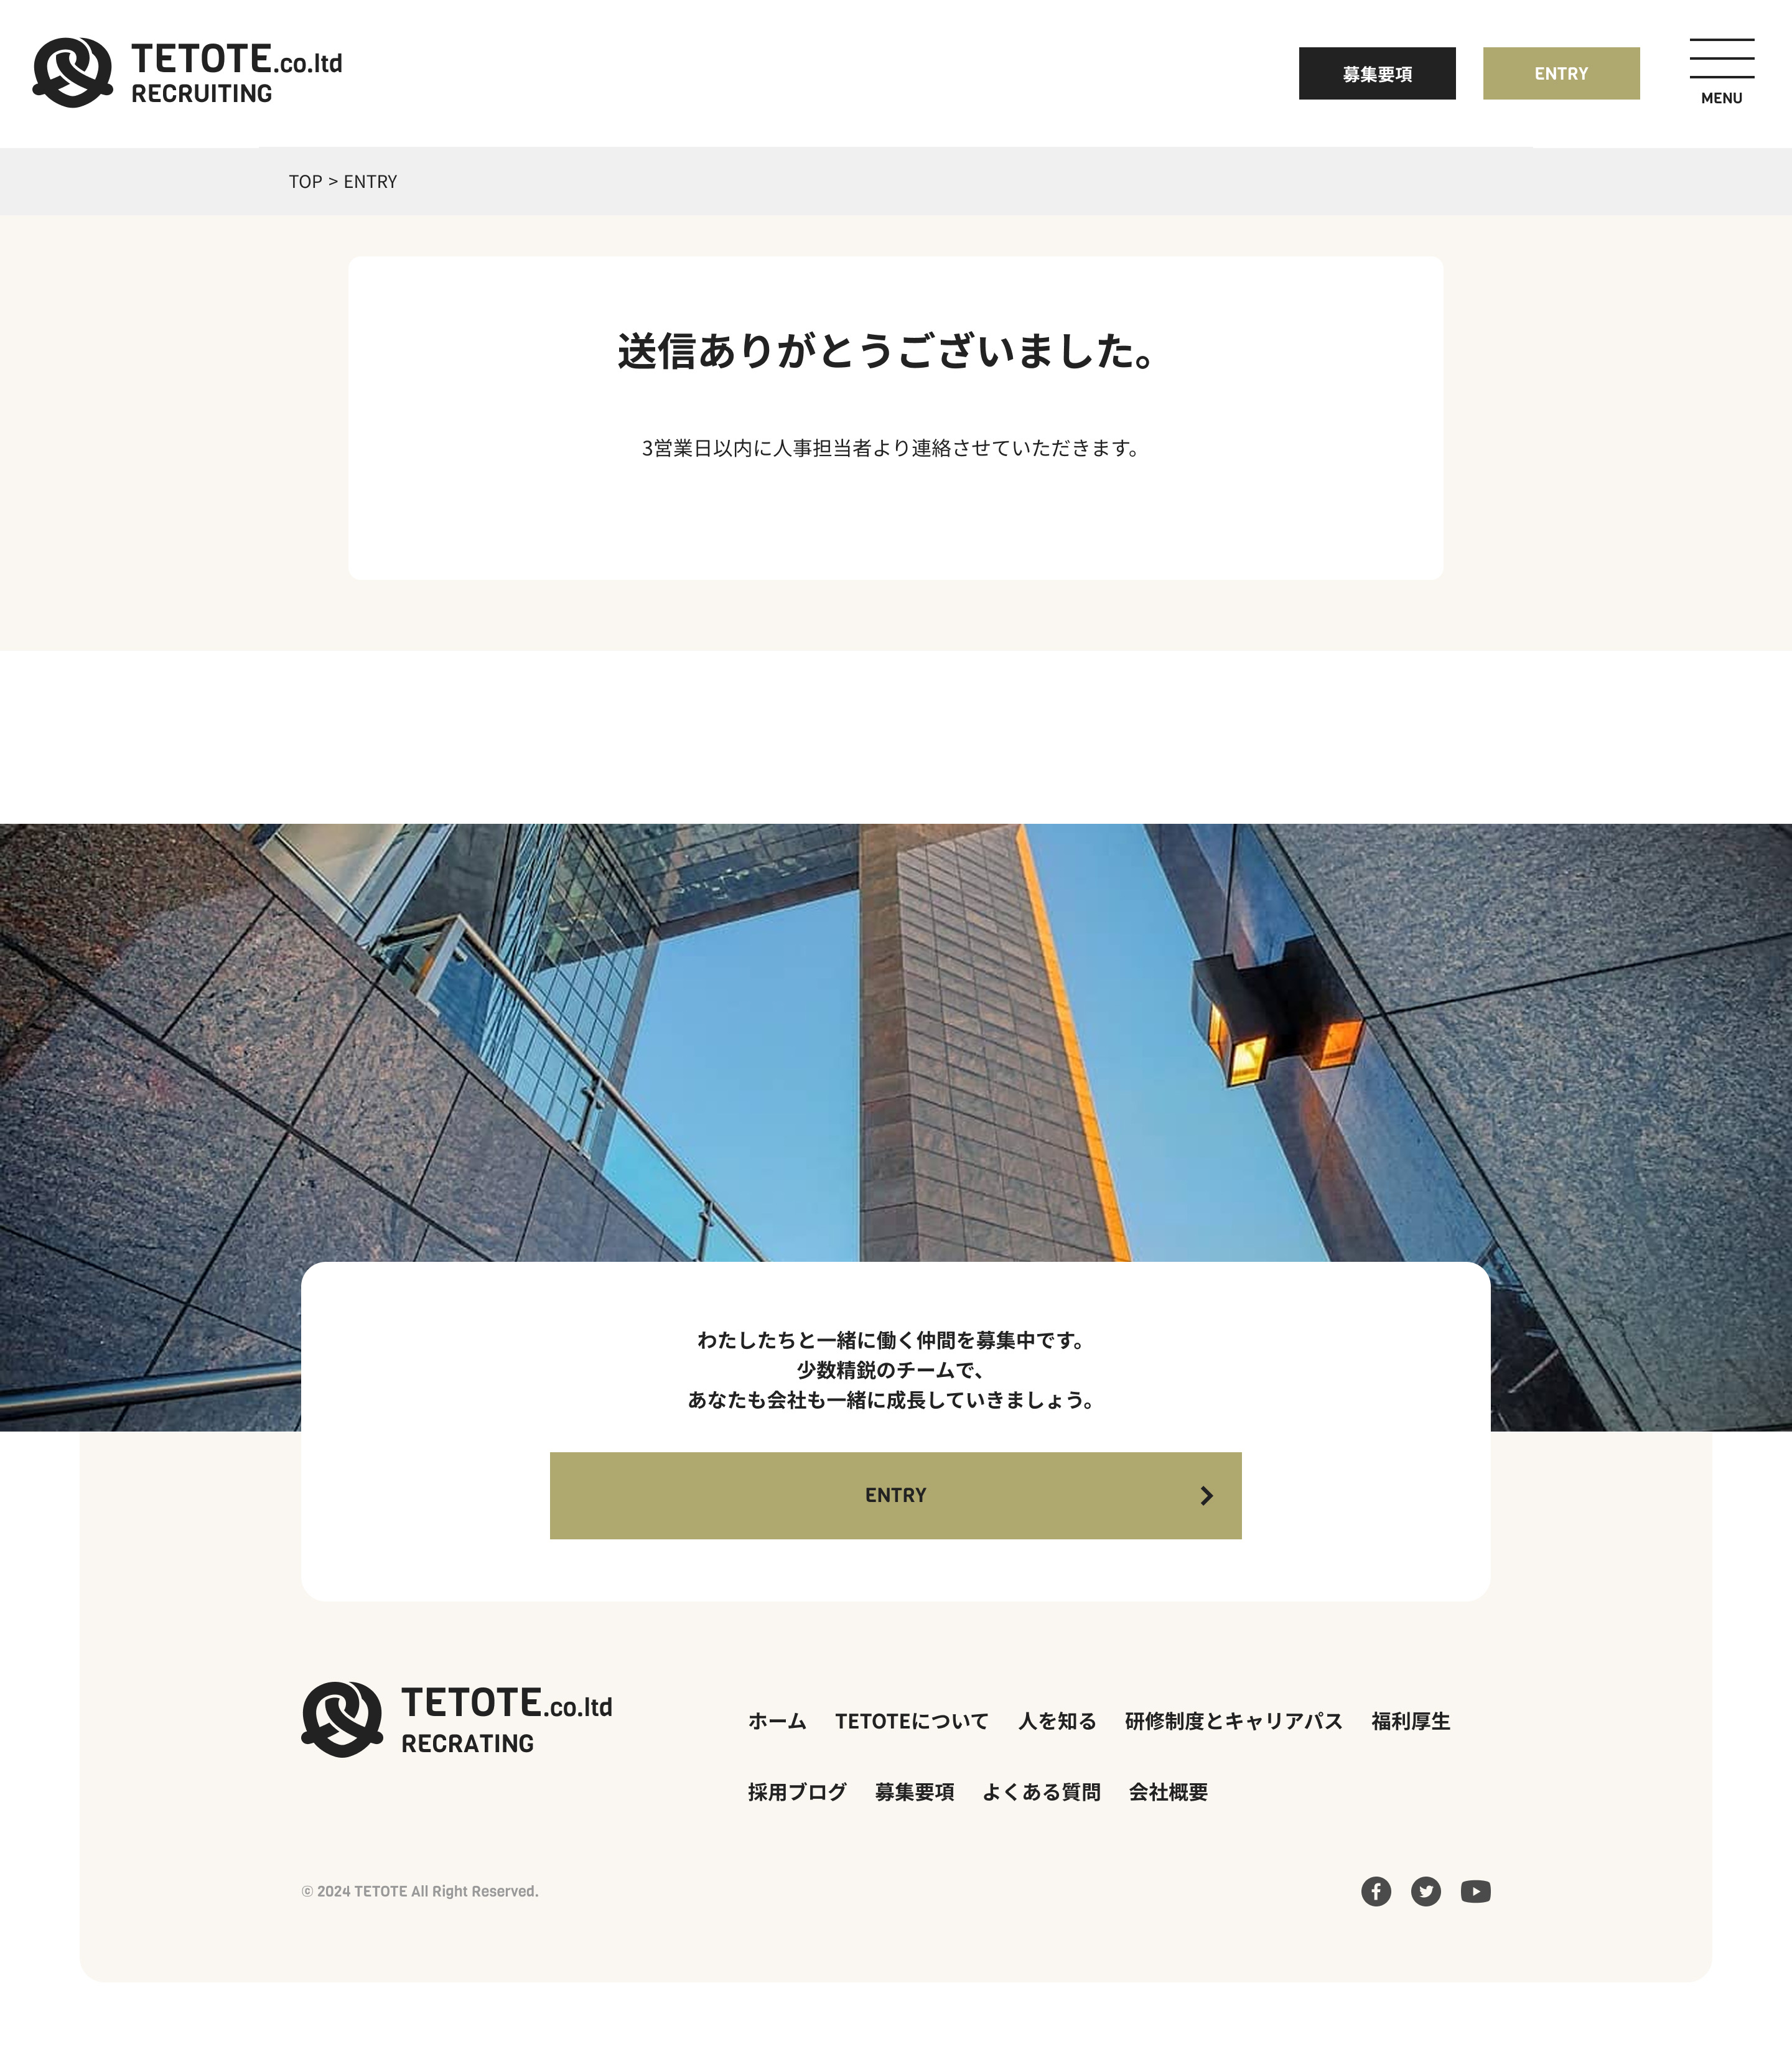 TETOTE.co.ltd
RECRUITING
募集要項
ENTRY
MENU
TOP > ENTRY
送信ありがとうございました。
3営業日以内に人事担当者より連絡させていただきます。
わたしたちと一緒に働く仲間を募集中です。
少数精鋭のチームで、
あなたも会社も一緒に成長していきましょう。
ENTRY
TETOTE.co.ltd
RECRATING
ホーム TETOTEについて 人を知る 研修制度とキャリアパス 福利厚生
採用ブログ 募集要項 よくある質問 会社概要
© 2024 TETOTE All Right Reserved.